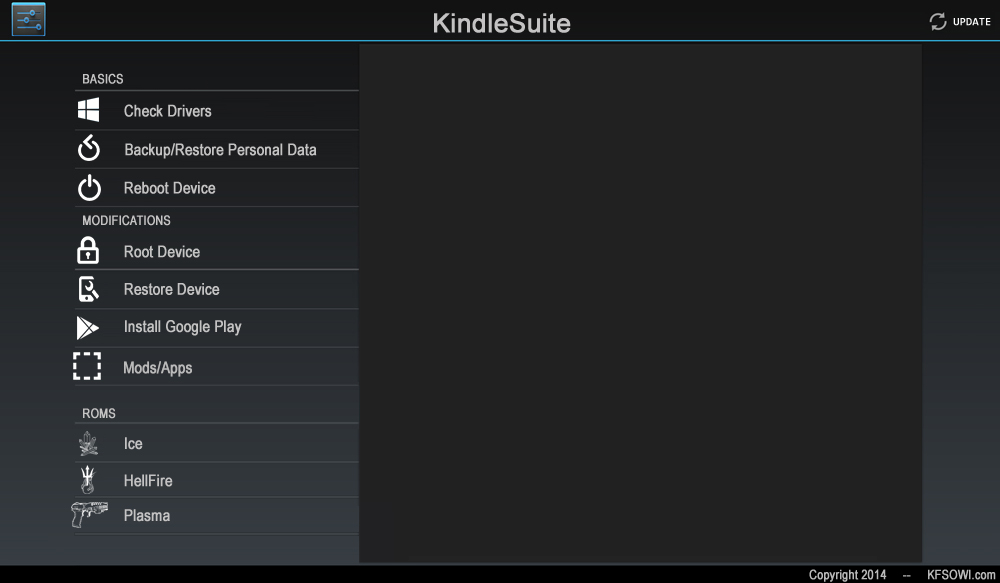 KindleSuite
UPDATE
BASICS
Check Drivers
Backup/Restore Personal Data
Reboot Device
MODIFICATIONS
Root Device
Restore Device
Install Google Play
Mods/Apps
ROMS
Ice
HellFire
Plasma
Copyright 2014 -- KFSOWI.com